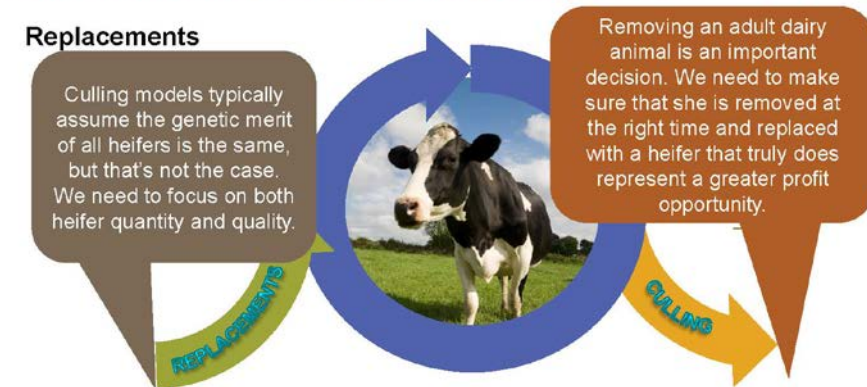 Replacements
Culling models typically
assume the genetic merit
of all heifers is the same,
but that's not the case.
We need to focus on both
heifer quantity and quality.
Removing an adult dairy
animal is an important
decision. We need to make
sure that she is removed at
the right time and replaced
with a heifer that truly does
represent a greater profit
opportunity.
REPLACEMENTS
CULLING